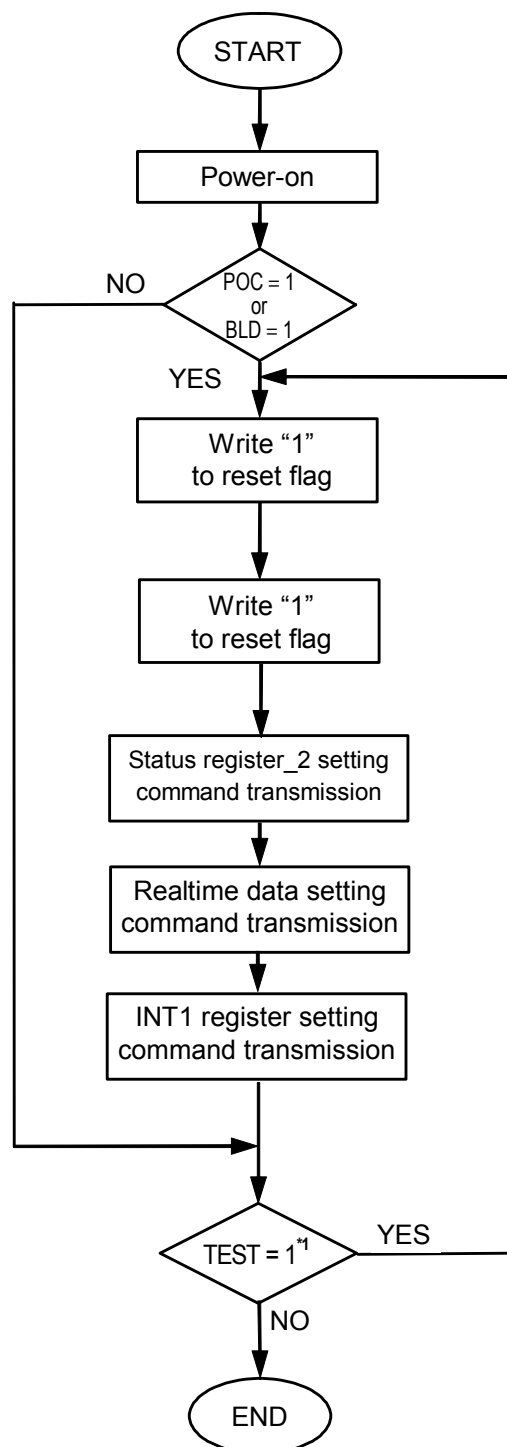 START
Power-on
NO
POC = 1
or
BLD = 1
YES
Write “1”
to reset flag
Write “1”
to reset flag
Status register_2 setting
command transmission
Realtime data setting
command transmission
INT1 register setting
command transmission
TEST = 1*1
YES
NO
END